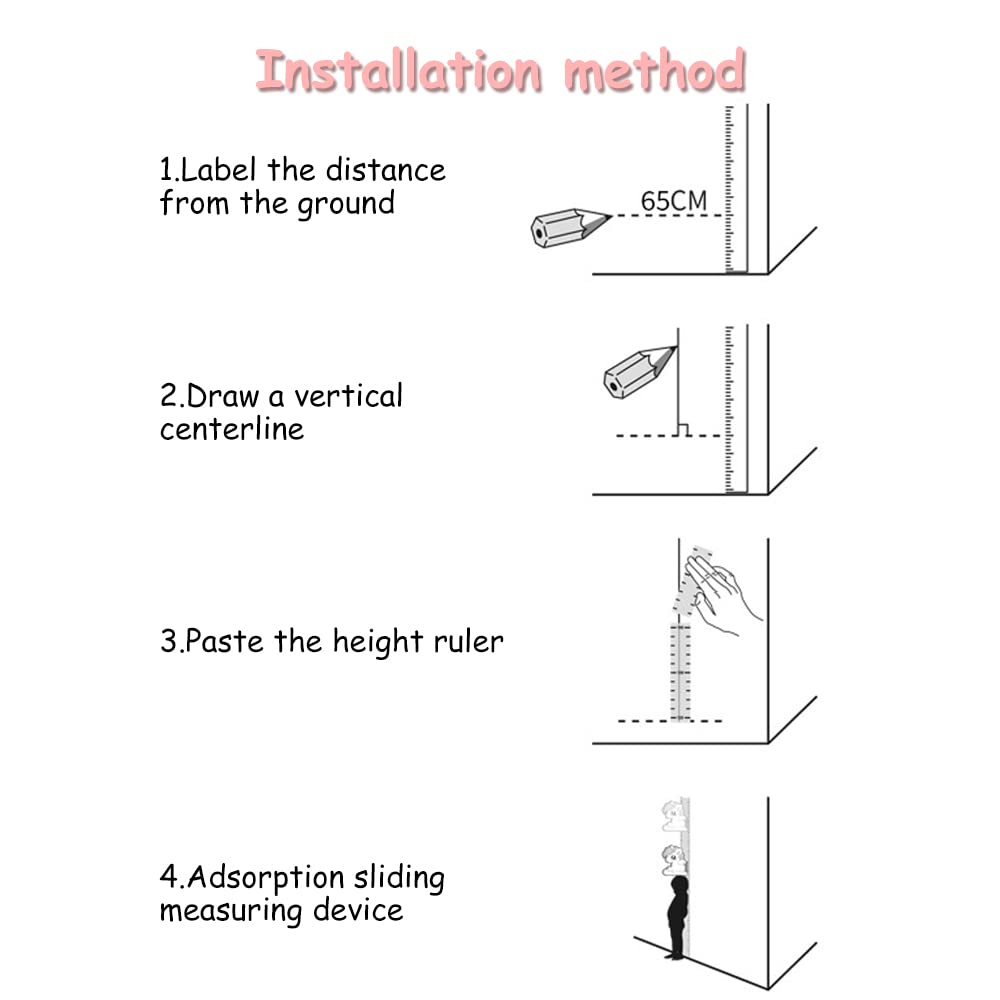 Installation method
1.Label the distance
from the ground
65CM
2.Draw a vertical
centerline
3.Paste the height ruler
4.Adsorption sliding
measuring device